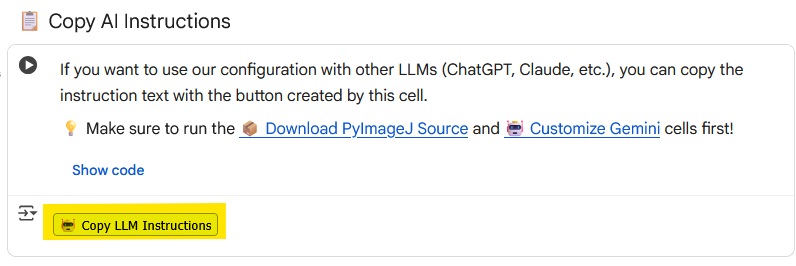 📋 Copy AI Instructions
If you want to use our configuration with other LLMs (ChatGPT, Claude, etc.), you can copy the
instruction text with the button created by this cell.
💡 Make sure to run the 📦 Download PyImageJ Source and 🤖 Customize Gemini cells first!
Show code
🤖 Copy LLM Instructions